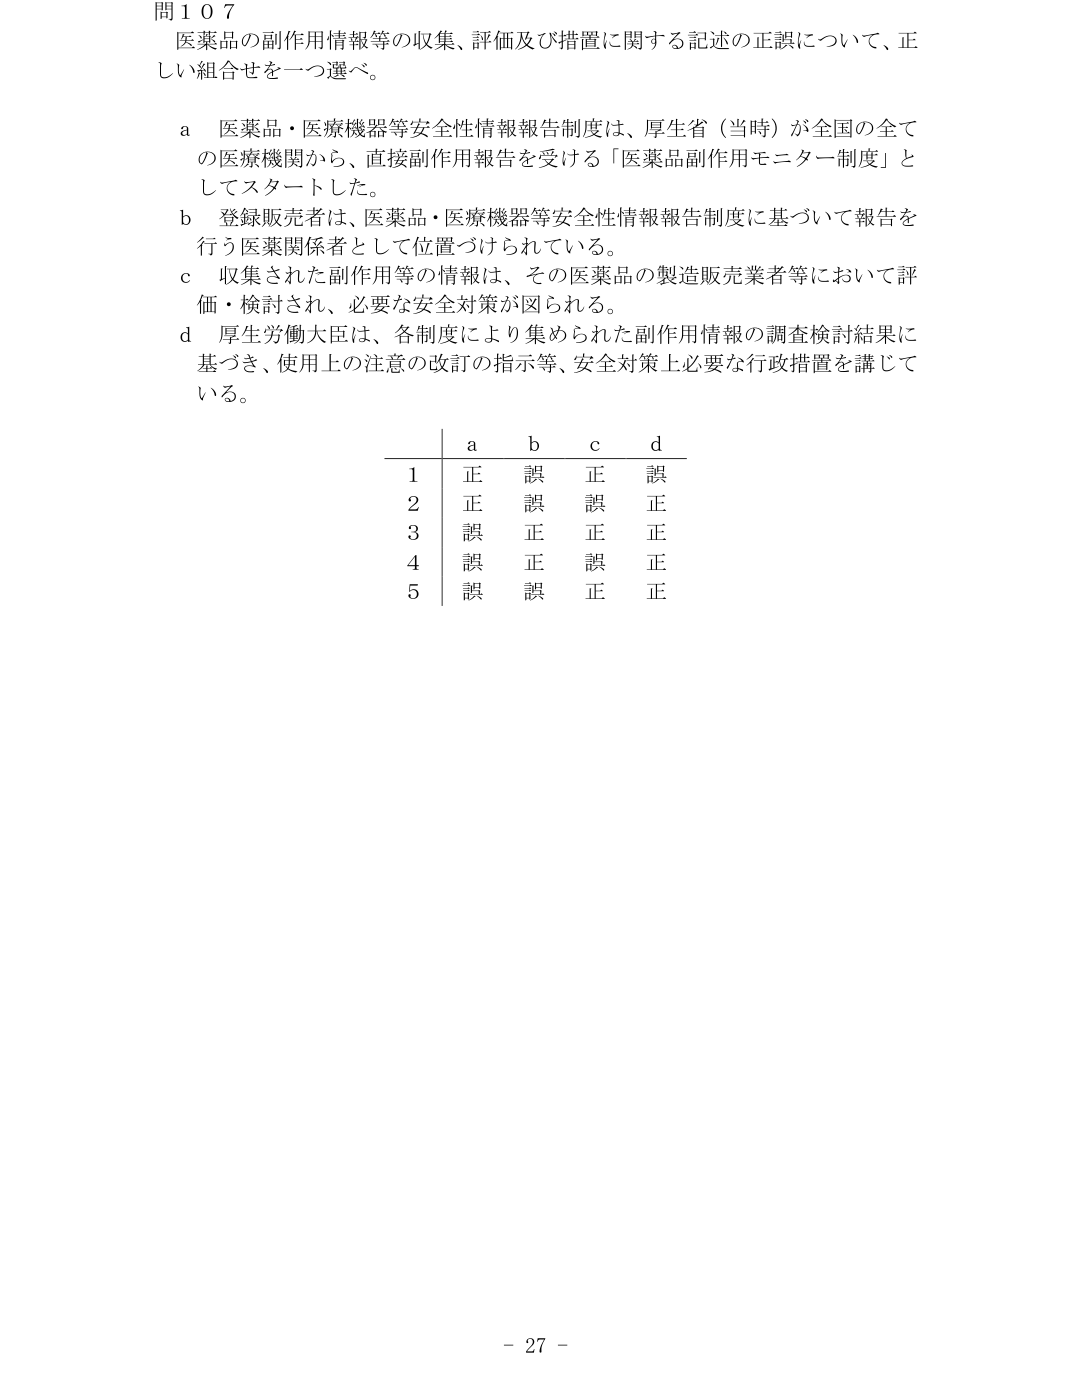 問１０７
医薬品の副作用情報等の収集、評価及び措置に関する記述の正誤について、正
しい組合せを一つ選べ。
a 医薬品・医療機器等安全性情報報告制度は、厚生省（当時）が全国の全て
の医療機関から、直接副作用報告を受ける「医薬品副作用モニター制度」と
してスタートした。
b 登録販売者は、医薬品・医療機器等安全性情報報告制度に基づいて報告を
行う医薬関係者として位置づけられている。
c 収集された副作用等の情報は、その医薬品の製造販売業者等において評
価・検討され、必要な安全対策が図られる。
d 厚生労働大臣は、各制度により集められた副作用情報の調査検討結果に
基づき、使用上の注意の改訂の指示等、安全対策上必要な行政措置を講じて
いる。
a b c d
1 正 誤 正 誤
2 正 誤 誤 正
3 誤 正 正 正
4 誤 正 誤 正
5 誤 誤 正 正
- 27 -